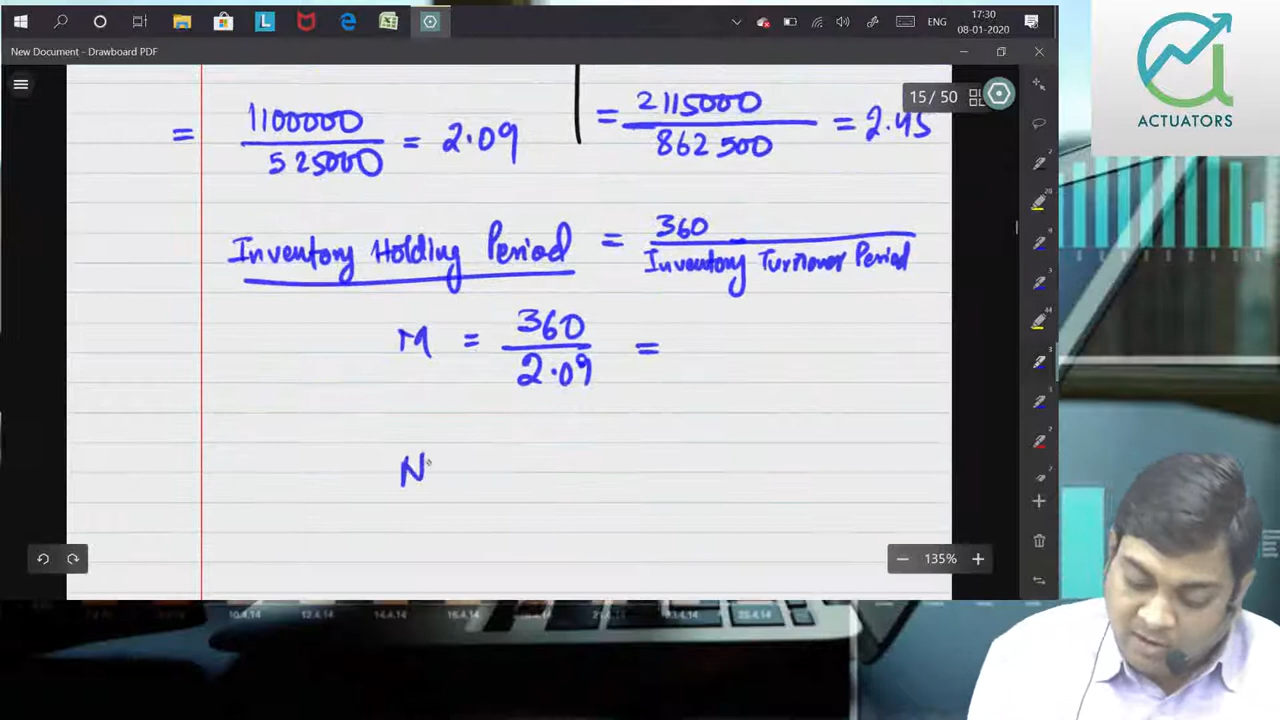 ENG
17:30
08-01-2020
New Document - Drawboard PDF
15 / 50
= 1100000 / 525000 = 2.09
= 2115000 / 862500 = 2.45
Inventory Holding Period = 360 / Inventory Turnover Period
M = 360 / 2.09 =
N
135%
ACTUATORS